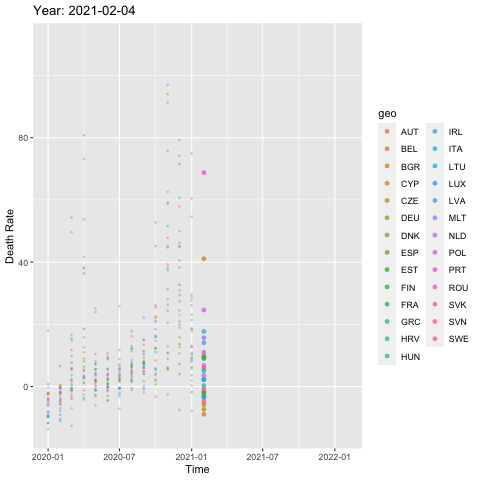 Year: 2021-02-04
Death Rate
80
40
0
2020-01
2020-07
2021-01
2021-07
2022-01
Time
geo
AUT
BEL
BGR
CYP
CZE
DEU
DNK
ESP
EST
FIN
FRA
GRC
HRV
HUN
IRL
ITA
LTU
LUX
LVA
MLT
NLD
POL
PRT
ROU
SVK
SVN
SWE